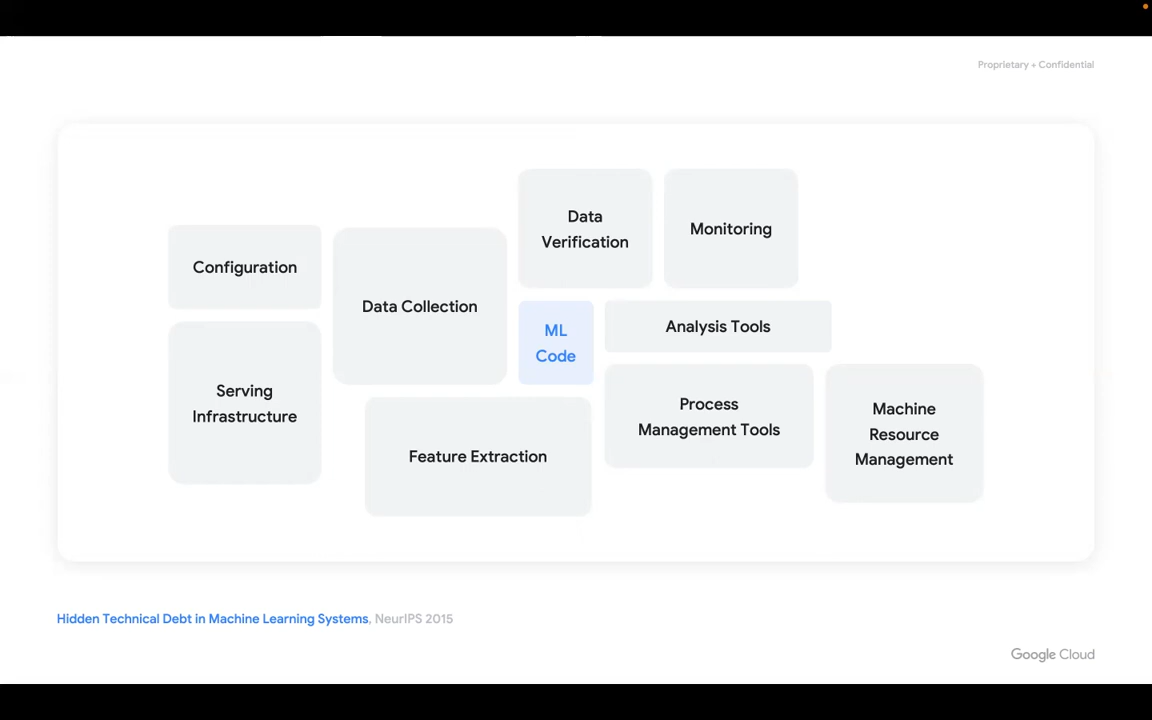 Proprietary + Confidential
Data
Verification
Monitoring
Configuration
Data Collection
ML
Code
Analysis Tools
Serving
Infrastructure
Process
Management Tools
Machine
Resource
Management
Feature Extraction
Hidden Technical Debt in Machine Learning Systems, NeurIPS 2015
Google Cloud